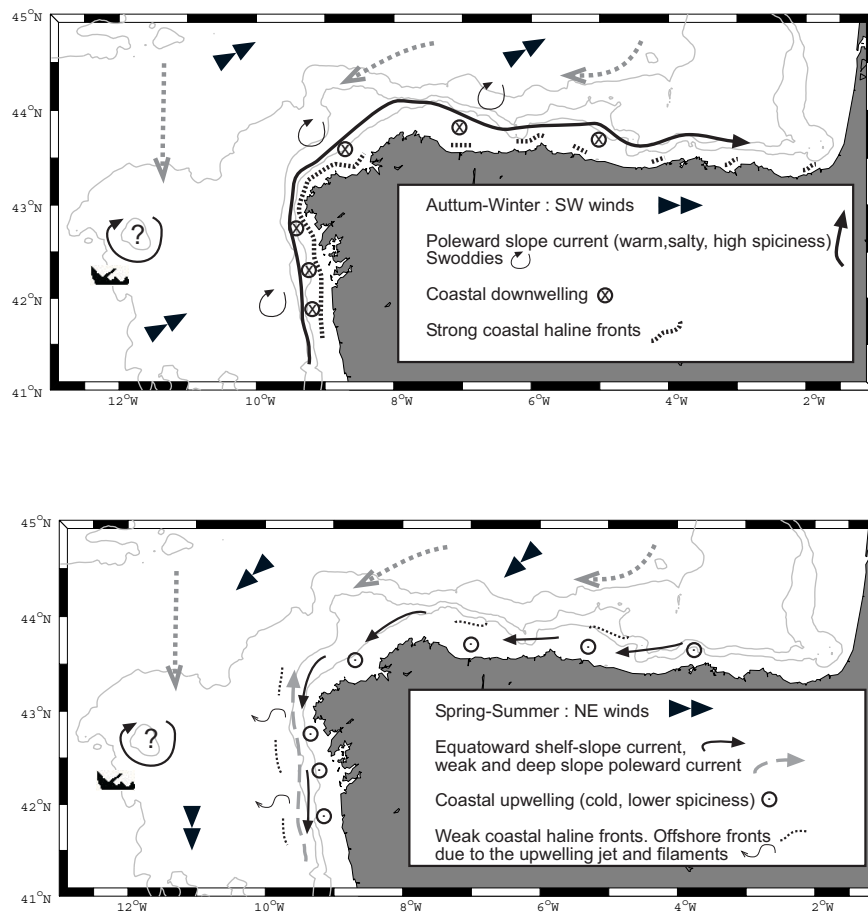 45°N
44°N
43°N
42°N
41°N
?
Auttum-Winter : SW winds
Poleward slope current (warm,salty, high spiciness)
Swoddies
Coastal downwelling
Strong coastal haline fronts
12°W 10°W 8°W 6°W 4°W 2°W
45°N
44°N
43°N
42°N
41°N
?
Spring-Summer : NE winds
Equatoward shelf-slope current,
weak and deep slope poleward current
Coastal upwelling (cold, lower spiciness)
Weak coastal haline fronts. Offshore fronts
due to the upwelling jet and filaments
12°W 10°W 8°W 6°W 4°W 2°W